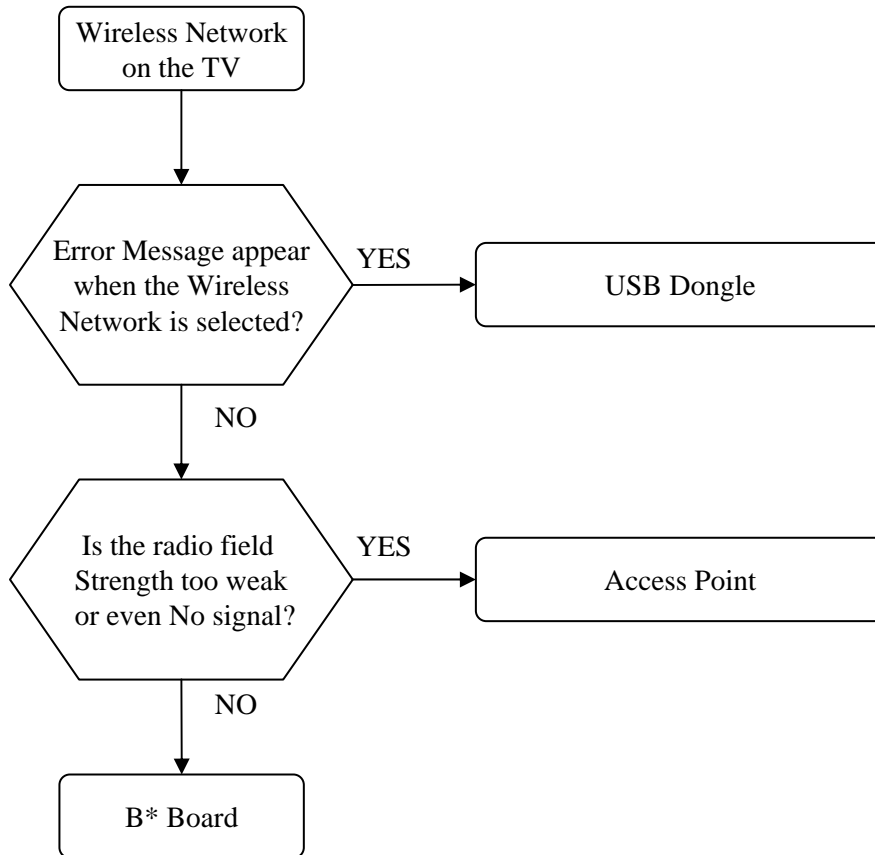 Wireless Network
on the TV
Error Message appear
when the Wireless
Network is selected?
YES
USB Dongle
NO
Is the radio field
Strength too weak
or even No signal?
YES
Access Point
NO
B* Board